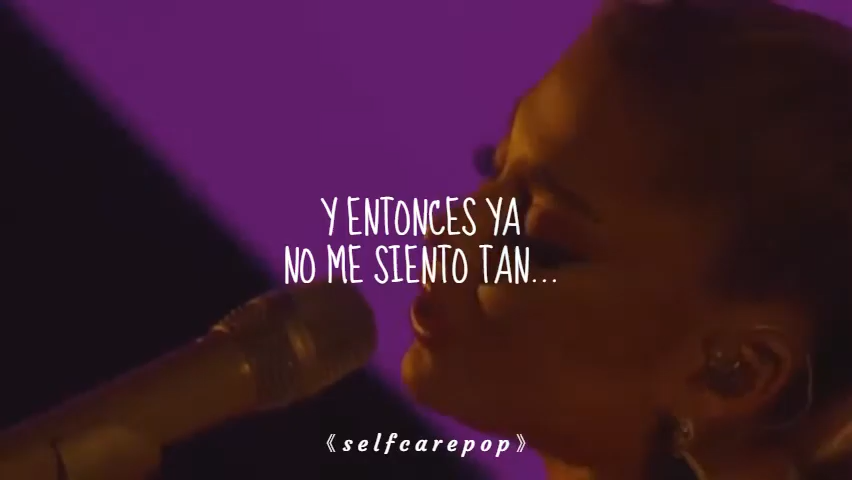 Y ENTONCES YA
NO ME SIENTO TAN...
《selfcarepop》